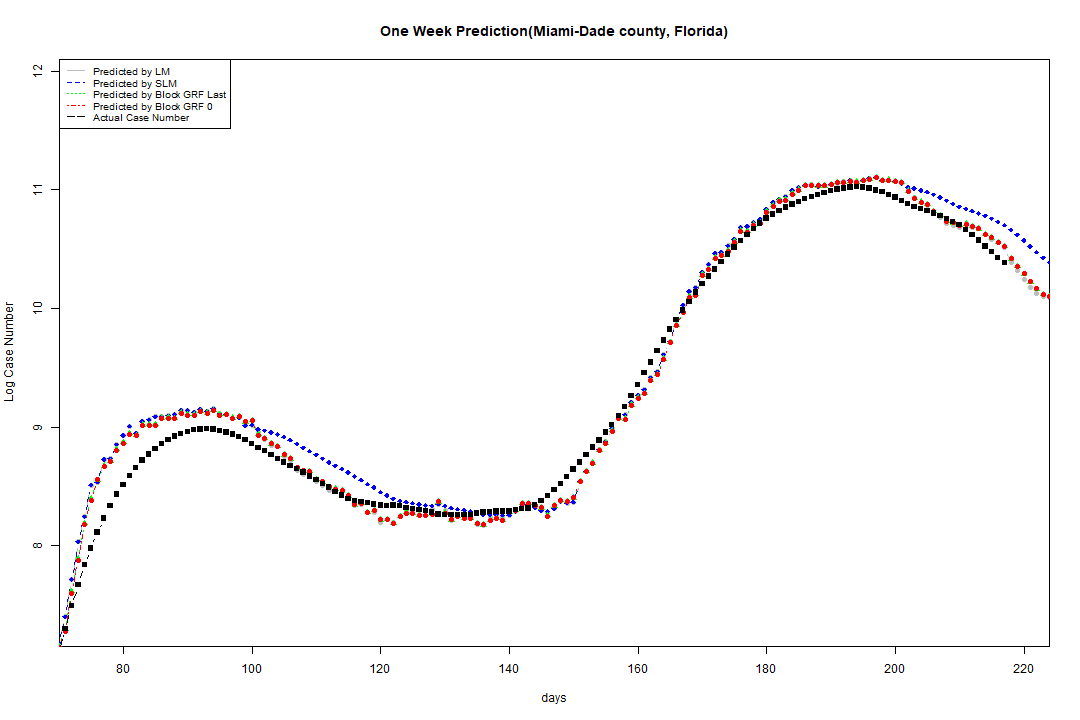 One Week Prediction(Miami-Dade county, Florida)
12
Predicted by LM
Predicted by SLM
Predicted by Block GRF Last
Predicted by Block GRF 0
Actual Case Number
11
10
9
8
Log Case Number
80 100 120 140 160 180 200 220
days